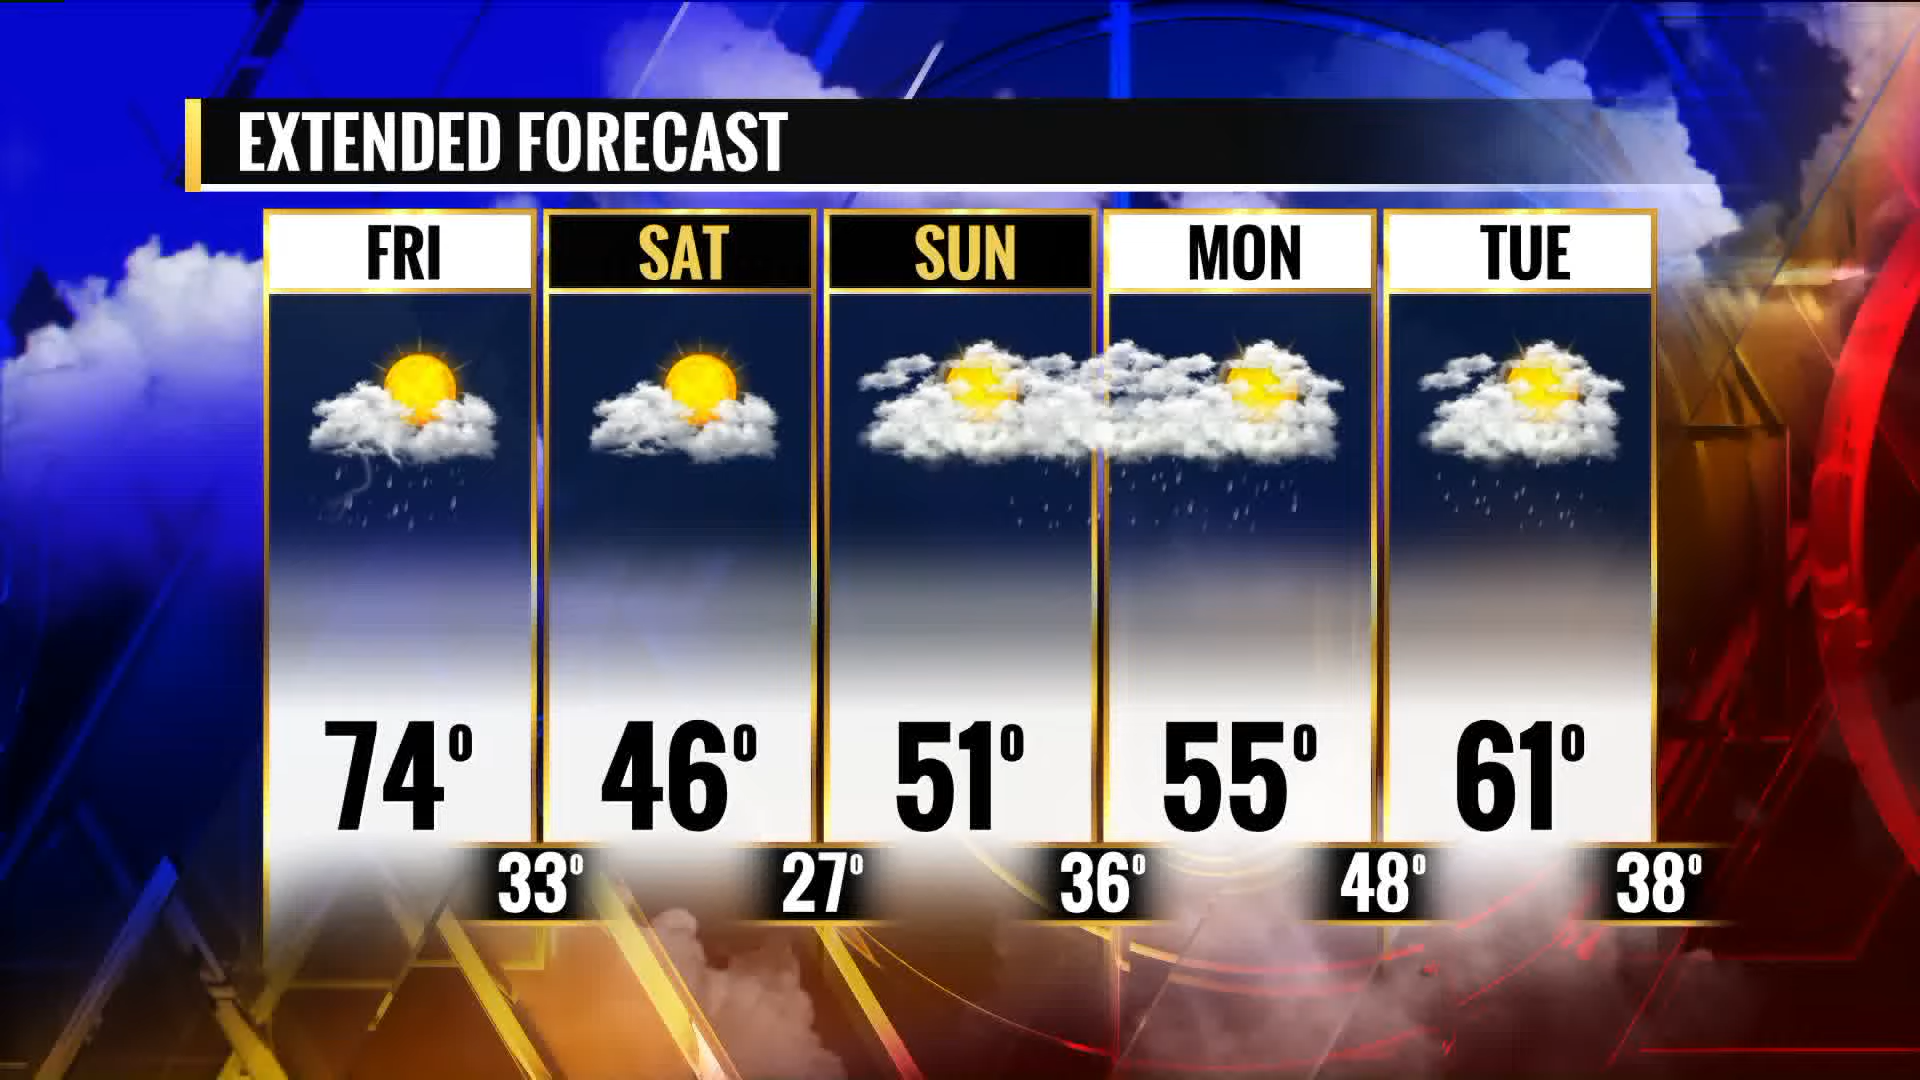 EXTENDED FORECAST
FRI SAT SUN MON TUE
74° 46° 51° 55° 61°
33° 27° 36° 48° 38°